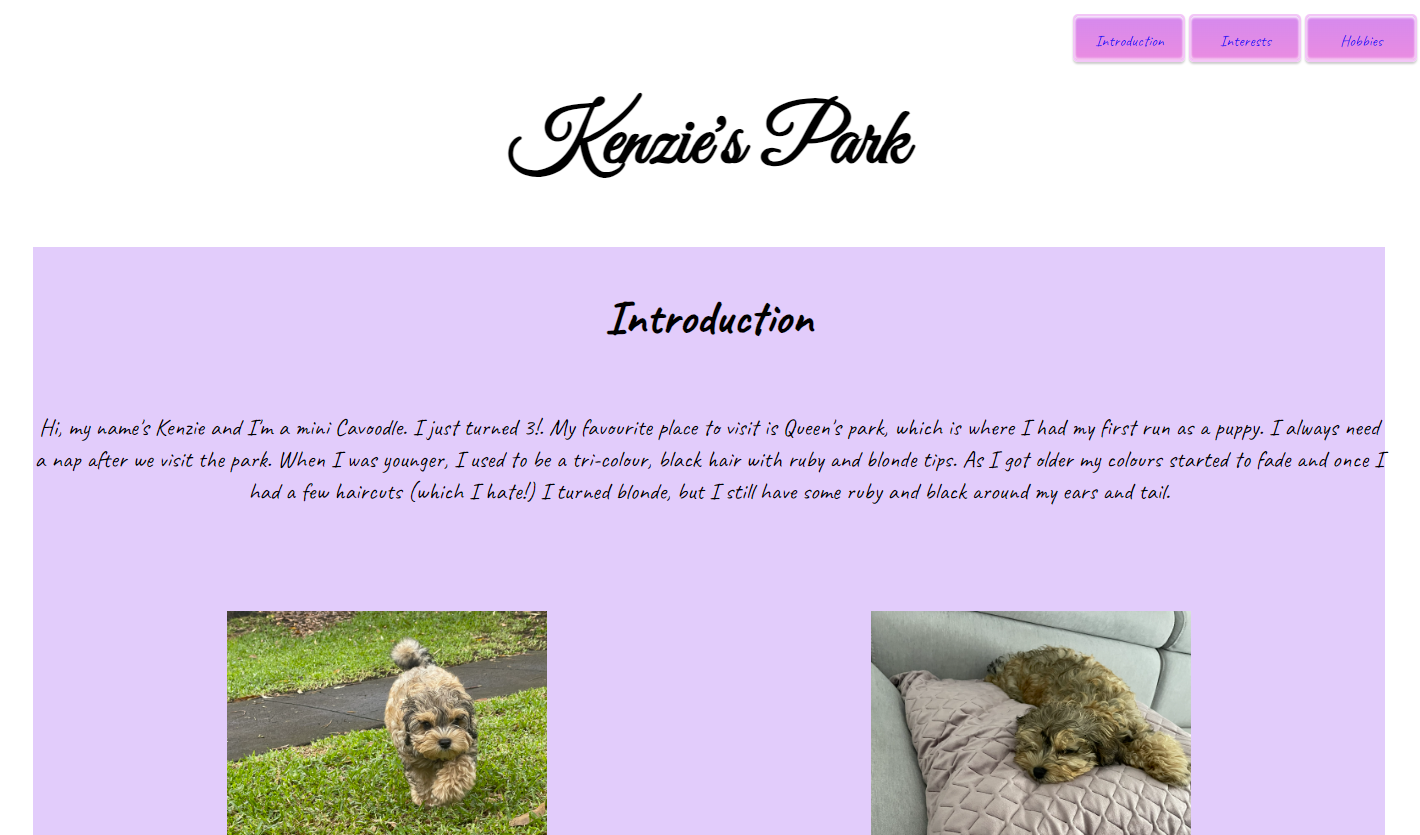 Introduction Interests Hobbies
Kenzie's Park
Introduction
Hi, my name's Kenzie and I'm a mini Cavoodle. I just turned 3!. My favourite place to visit is Queen's park, which is where I had my first run as a puppy. I always need
a nap after we visit the park. When I was younger, I used to be a tri-colour, black hair with ruby and blonde tips. As I got older my colours started to fade and once I
had a few haircuts (which I hate!) I turned blonde, but I still have some ruby and black around my ears and tail.